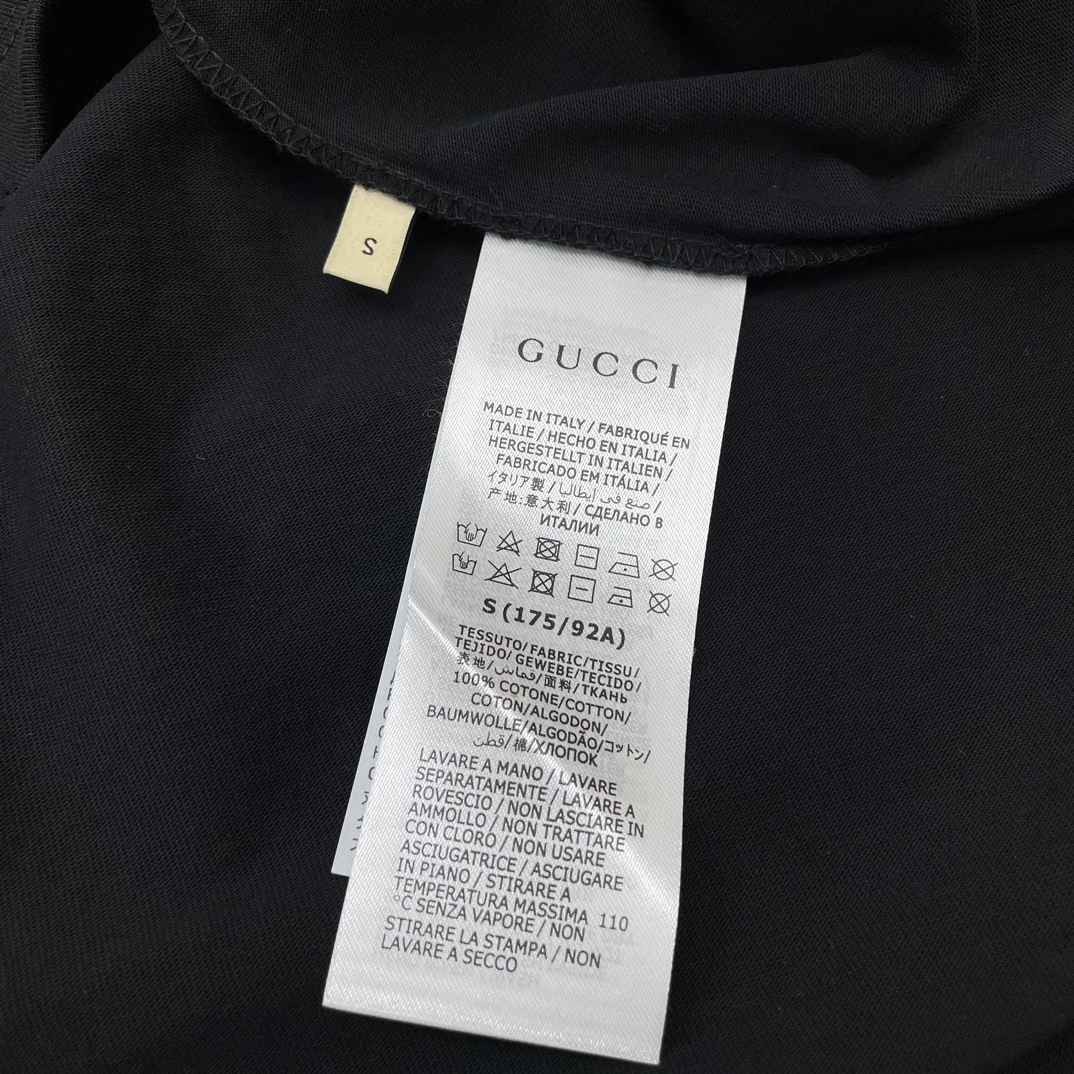 S
GUCCI
MADE IN ITALY / FABRIQUÉ EN
ITALIE / HECHO EN ITALIA /
HERGESTELLT IN ITALIEN /
FABRICADO EM ITÁLIA /
イタリア製 / صنع في إيطاليا /
产地:意大利 / СДЕЛАНО В
ИТАЛИИ
S (175/92A)
TESSUTO/FABRIC/TISSU/
TEJIDO/GEWEBE/TECIDO/
表地/قماش/面料/ТКАНЬ
100% COTONE/COTTON/
COTON/ALGODON/
BAUMWOLLE/ALGODÃO/コットン/
قطن/棉/ХЛОПОК
LAVARE A MANO / LAVARE
SEPARATAMENTE / LAVARE A
ROVESCIO / NON LASCIARE IN
AMMOLLO / NON TRATTARE
CON CLORO / NON USARE
ASCIUGATRICE / ASCIUGARE
IN PIANO / STIRARE A
TEMPERATURA MASSIMA 110
°C SENZA VAPORE / NON
STIRARE LA STAMPA / NON
LAVARE A SECCO